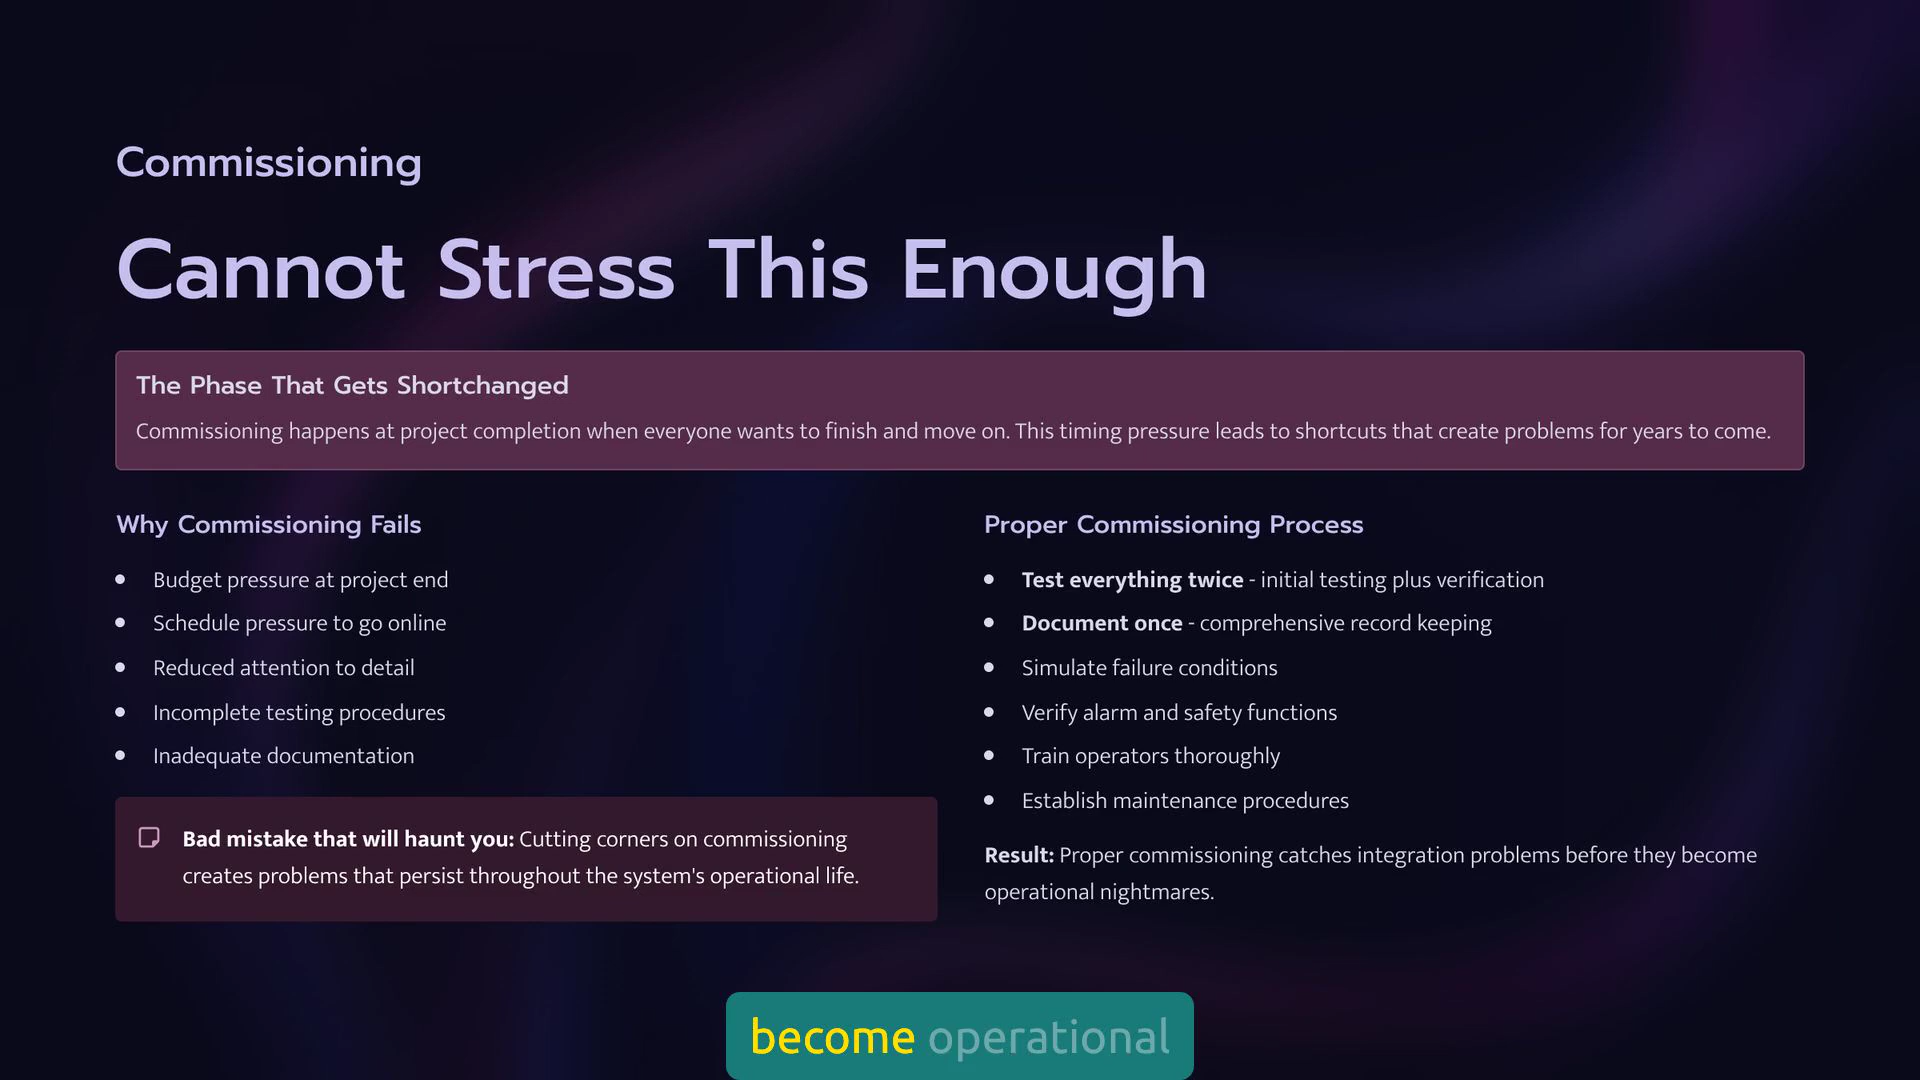 Commissioning
Cannot Stress This Enough
The Phase That Gets Shortchanged
Commissioning happens at project completion when everyone wants to finish and move on. This timing pressure leads to shortcuts that create problems for years to come.
Why Commissioning Fails
Budget pressure at project end
Schedule pressure to go online
Reduced attention to detail
Incomplete testing procedures
Inadequate documentation
Bad mistake that will haunt you: Cutting corners on commissioning
creates problems that persist throughout the system's operational life.
Proper Commissioning Process
Test everything twice - initial testing plus verification
Document once - comprehensive record keeping
Simulate failure conditions
Verify alarm and safety functions
Train operators thoroughly
Establish maintenance procedures
Result: Proper commissioning catches integration problems before they become
operational nightmares.
become operational